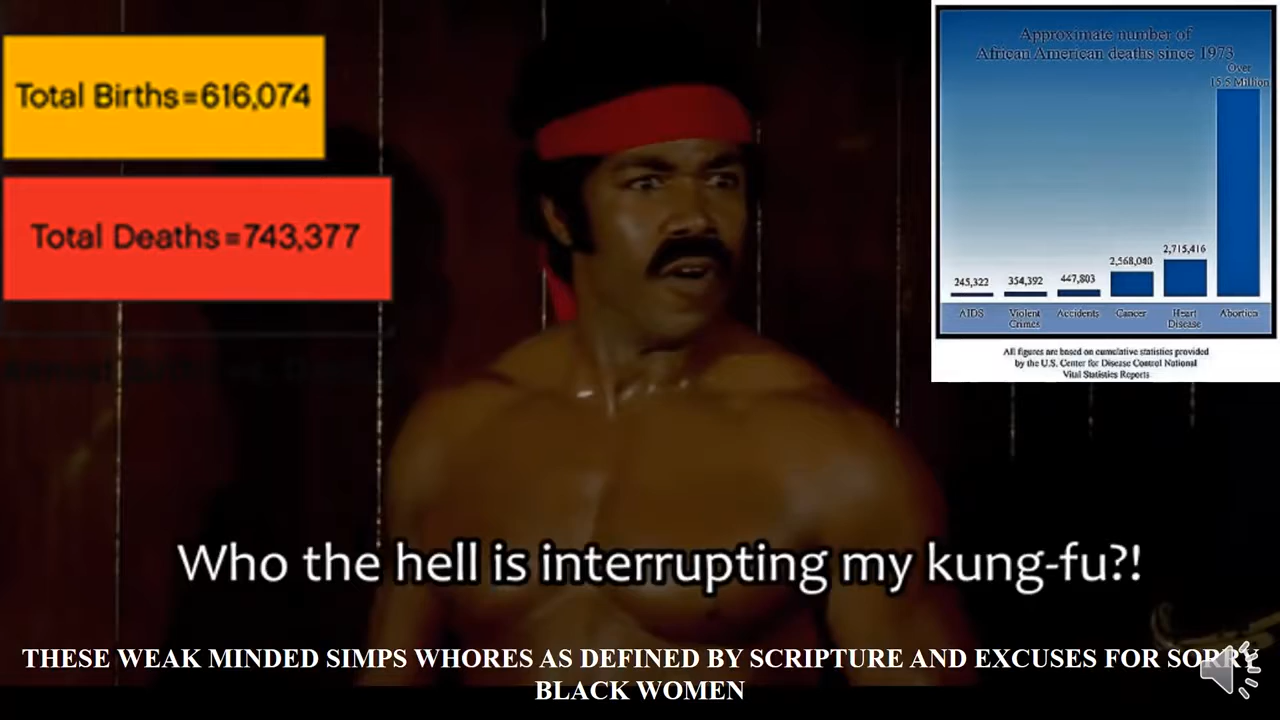 Total Births=616,074
Total Deaths=743,377
Approximate number of
African American deaths since 1973
Over
15.5 Million
2,715,416
2,568,040
447,803
354,392
245,322
AIDS
Violent
Crimes
Accidents
Cancer
Heart
Disease
Abortion
All figures are based on cumulative statistics provided
by the U.S. Center for Disease Control National
Vital Statistics Reports
Who the hell is interrupting my kung-fu?!
THESE WEAK MINDED SIMPS WHORES AS DEFINED BY SCRIPTURE AND EXCUSES FOR SORRY
BLACK WOMEN